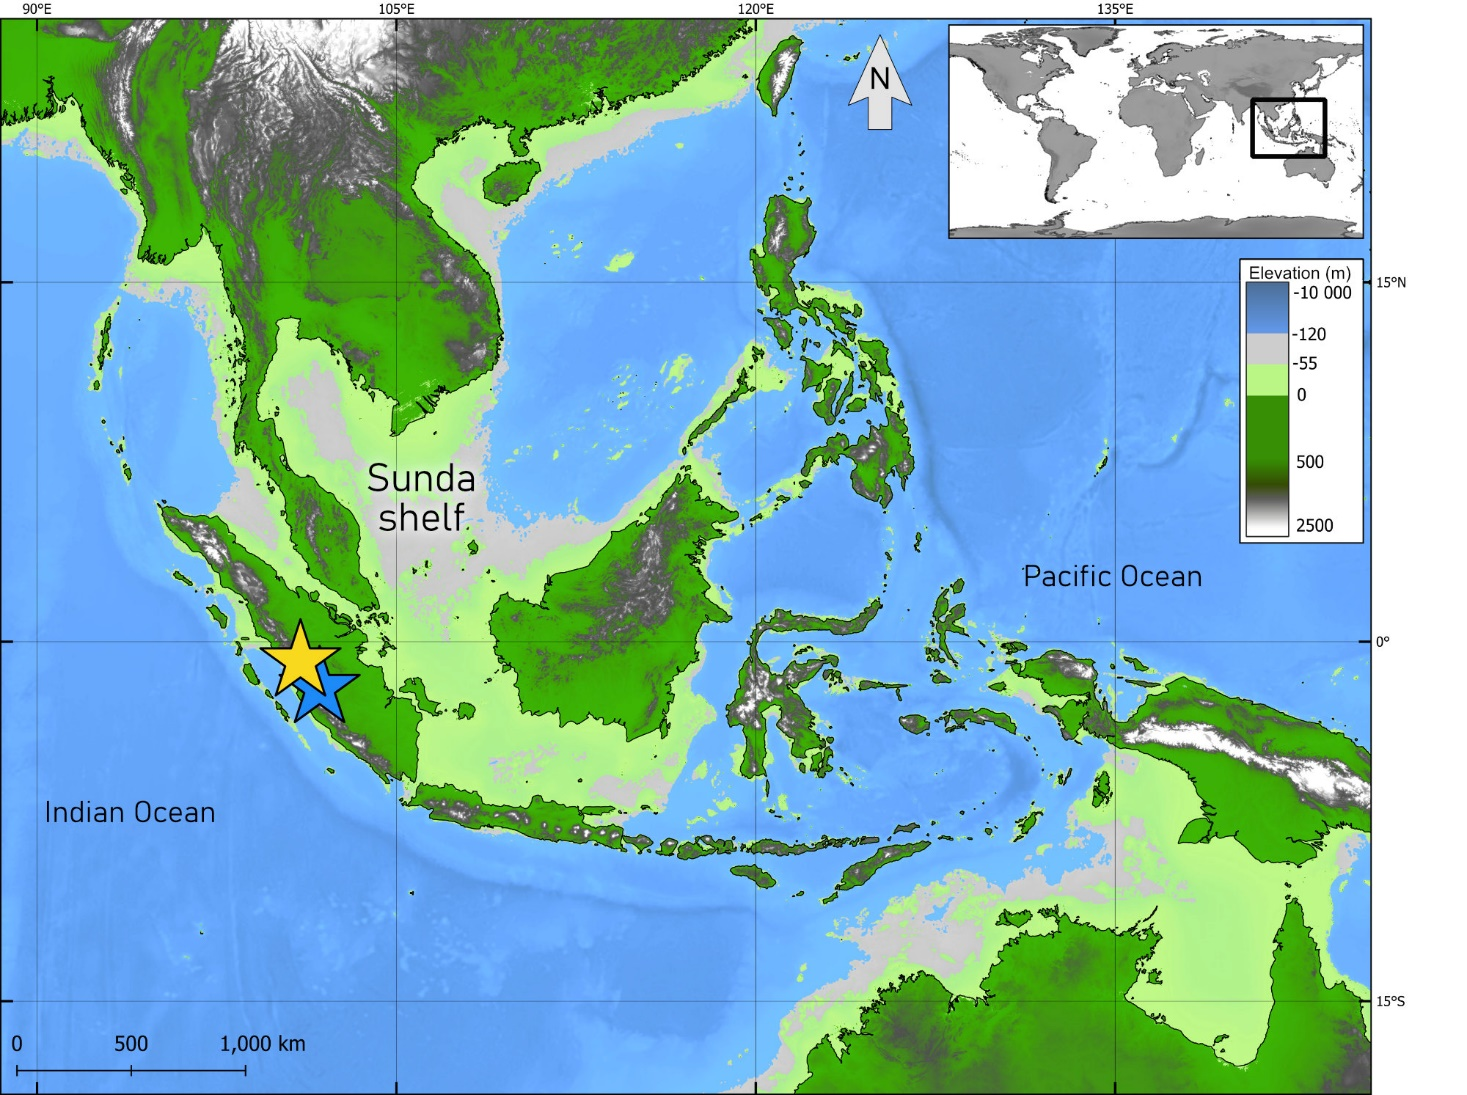 90°E 105°E 120°E 135°E
N
Elevation (m)
-10 000
-120
-55
0
500
2500
15°N
Sunda
shelf
Pacific Ocean
0°
Indian Ocean
15°S
0 500 1,000 km